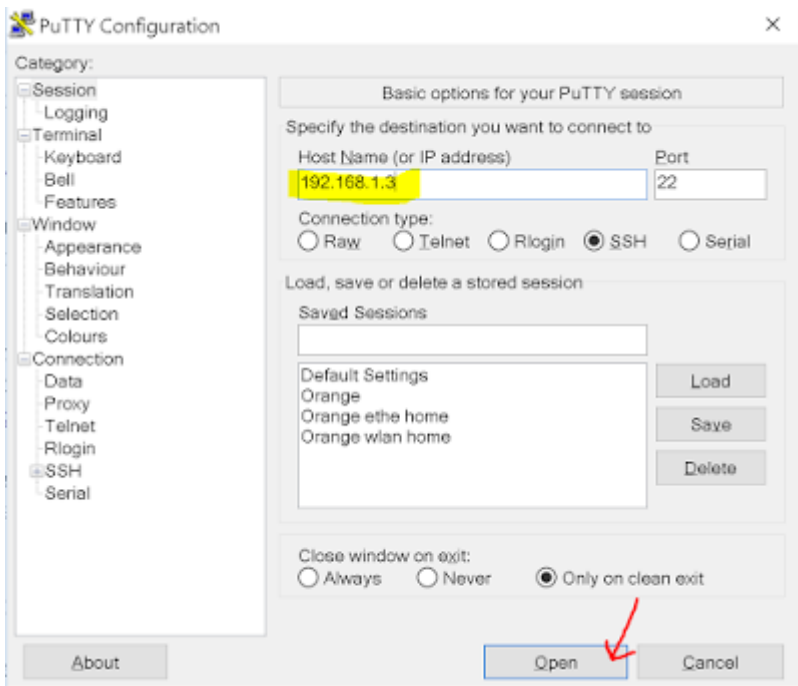 PuTTY Configuration
Category:
Session
Logging
Terminal
Keyboard
Bell
Features
Window
Appearance
Behaviour
Translation
Selection
Colours
Connection
Data
Proxy
Telnet
Rlogin
SSH
Serial
Basic options for your PuTTY session
Specify the destination you want to connect to
Host Name (or IP address) Port
192.168.1.3 22
Connection type:
Raw Telnet Rlogin SSH Serial
Load, save or delete a stored session
Saved Sessions
Default Settings
Orange
Orange ethe home
Orange wlan home
Load
Save
Delete
Close window on exit:
Always Never Only on clean exit
About Open Cancel